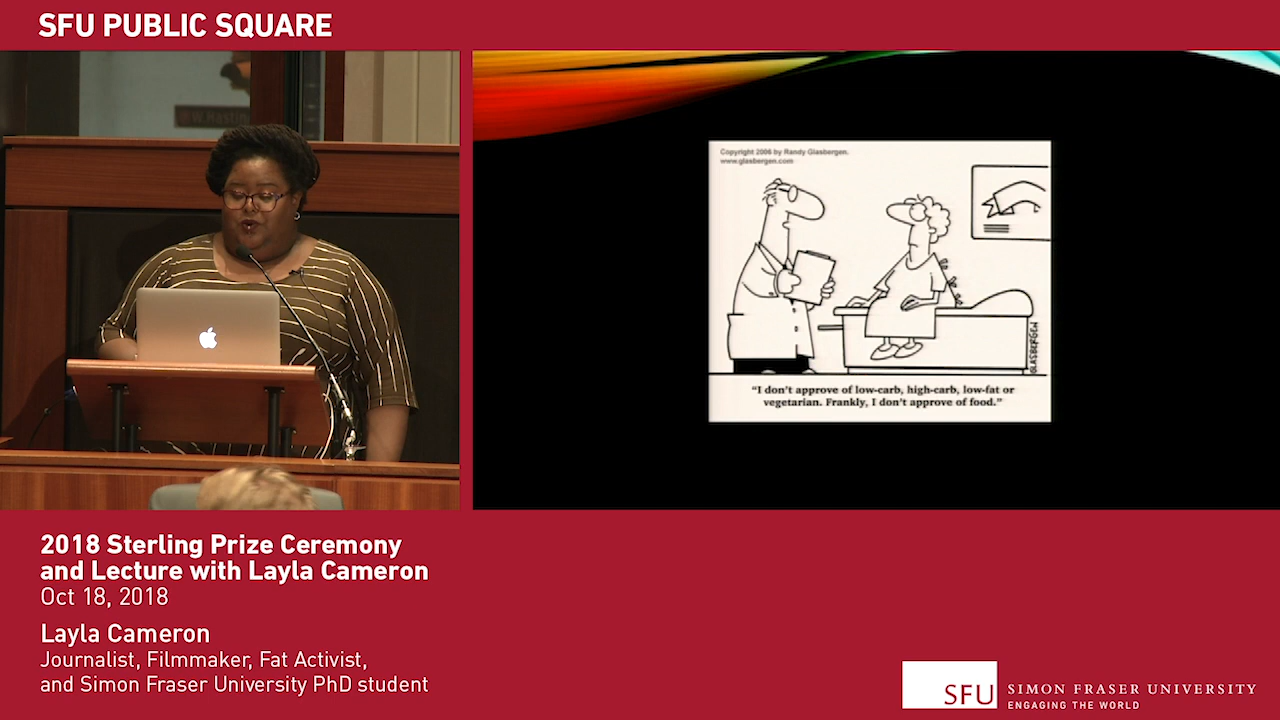 SFU PUBLIC SQUARE
W.Hastin
Copyright 2006 by Randy Glasbergen.
www.glasbergen.com
GLASBERGEN
"I don't approve of low-carb, high-carb, low-fat or
vegetarian. Frankly, I don't approve of food."
2018 Sterling Prize Ceremony
and Lecture with Layla Cameron
Oct 18, 2018
Layla Cameron
Journalist, Filmmaker, Fat Activist,
and Simon Fraser University PhD student
SFU
SIMON FRASER UNIVERSITY
ENGAGING THE WORLD